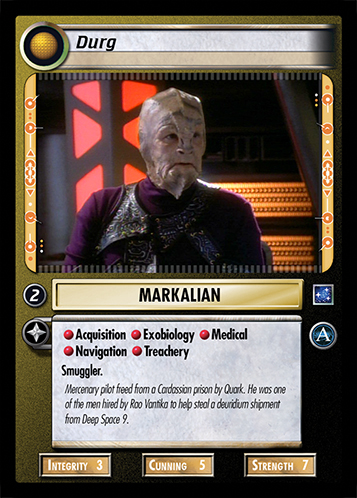 Durg
2 MARKALIAN
Acquisition Exobiology Medical
A
Navigation Treachery
Smuggler.
Mercenary pilot freed from a Cardassian prison by Quark. He was one
of the men hired by Rao Vantika to help steal a deuridium shipment
from Deep Space 9.
INTEGRITY 3 CUNNING 5 STRENGTH 7